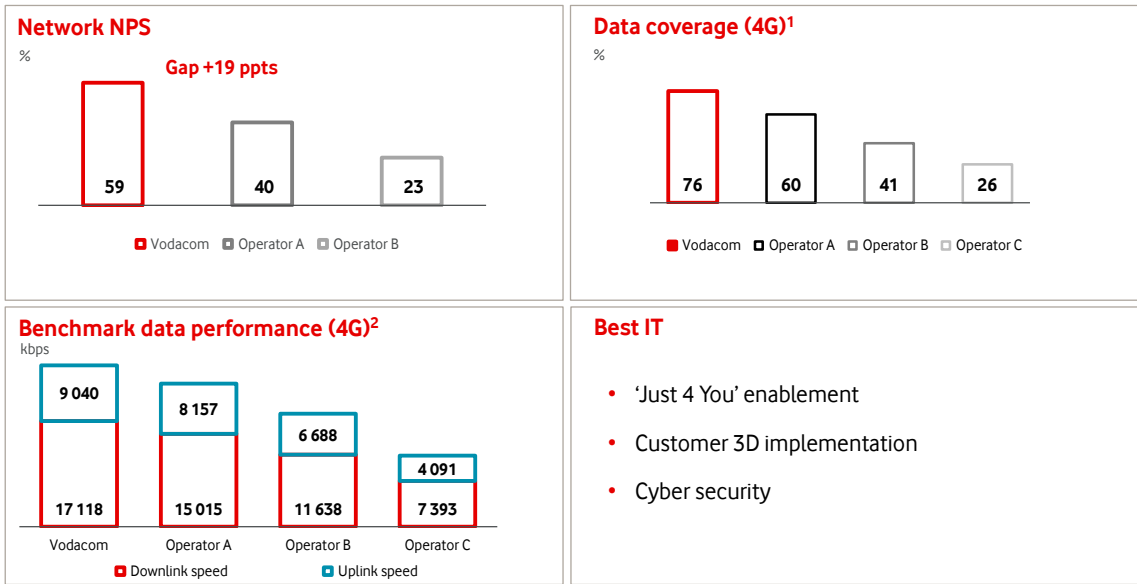 Network NPS
%
Gap +19 ppts
59 40 23
Vodacom Operator A Operator B
Data coverage (4G)1
%
76 60 41 26
Vodacom Operator A Operator B Operator C
Benchmark data performance (4G)2
kbps
9 040 8 157 6 688 4 091
17 118 15 015 11 638 7 393
Vodacom Operator A Operator B Operator C
Downlink speed Uplink speed
Best IT
• ‘Just 4 You’ enablement
• Customer 3D implementation
• Cyber security